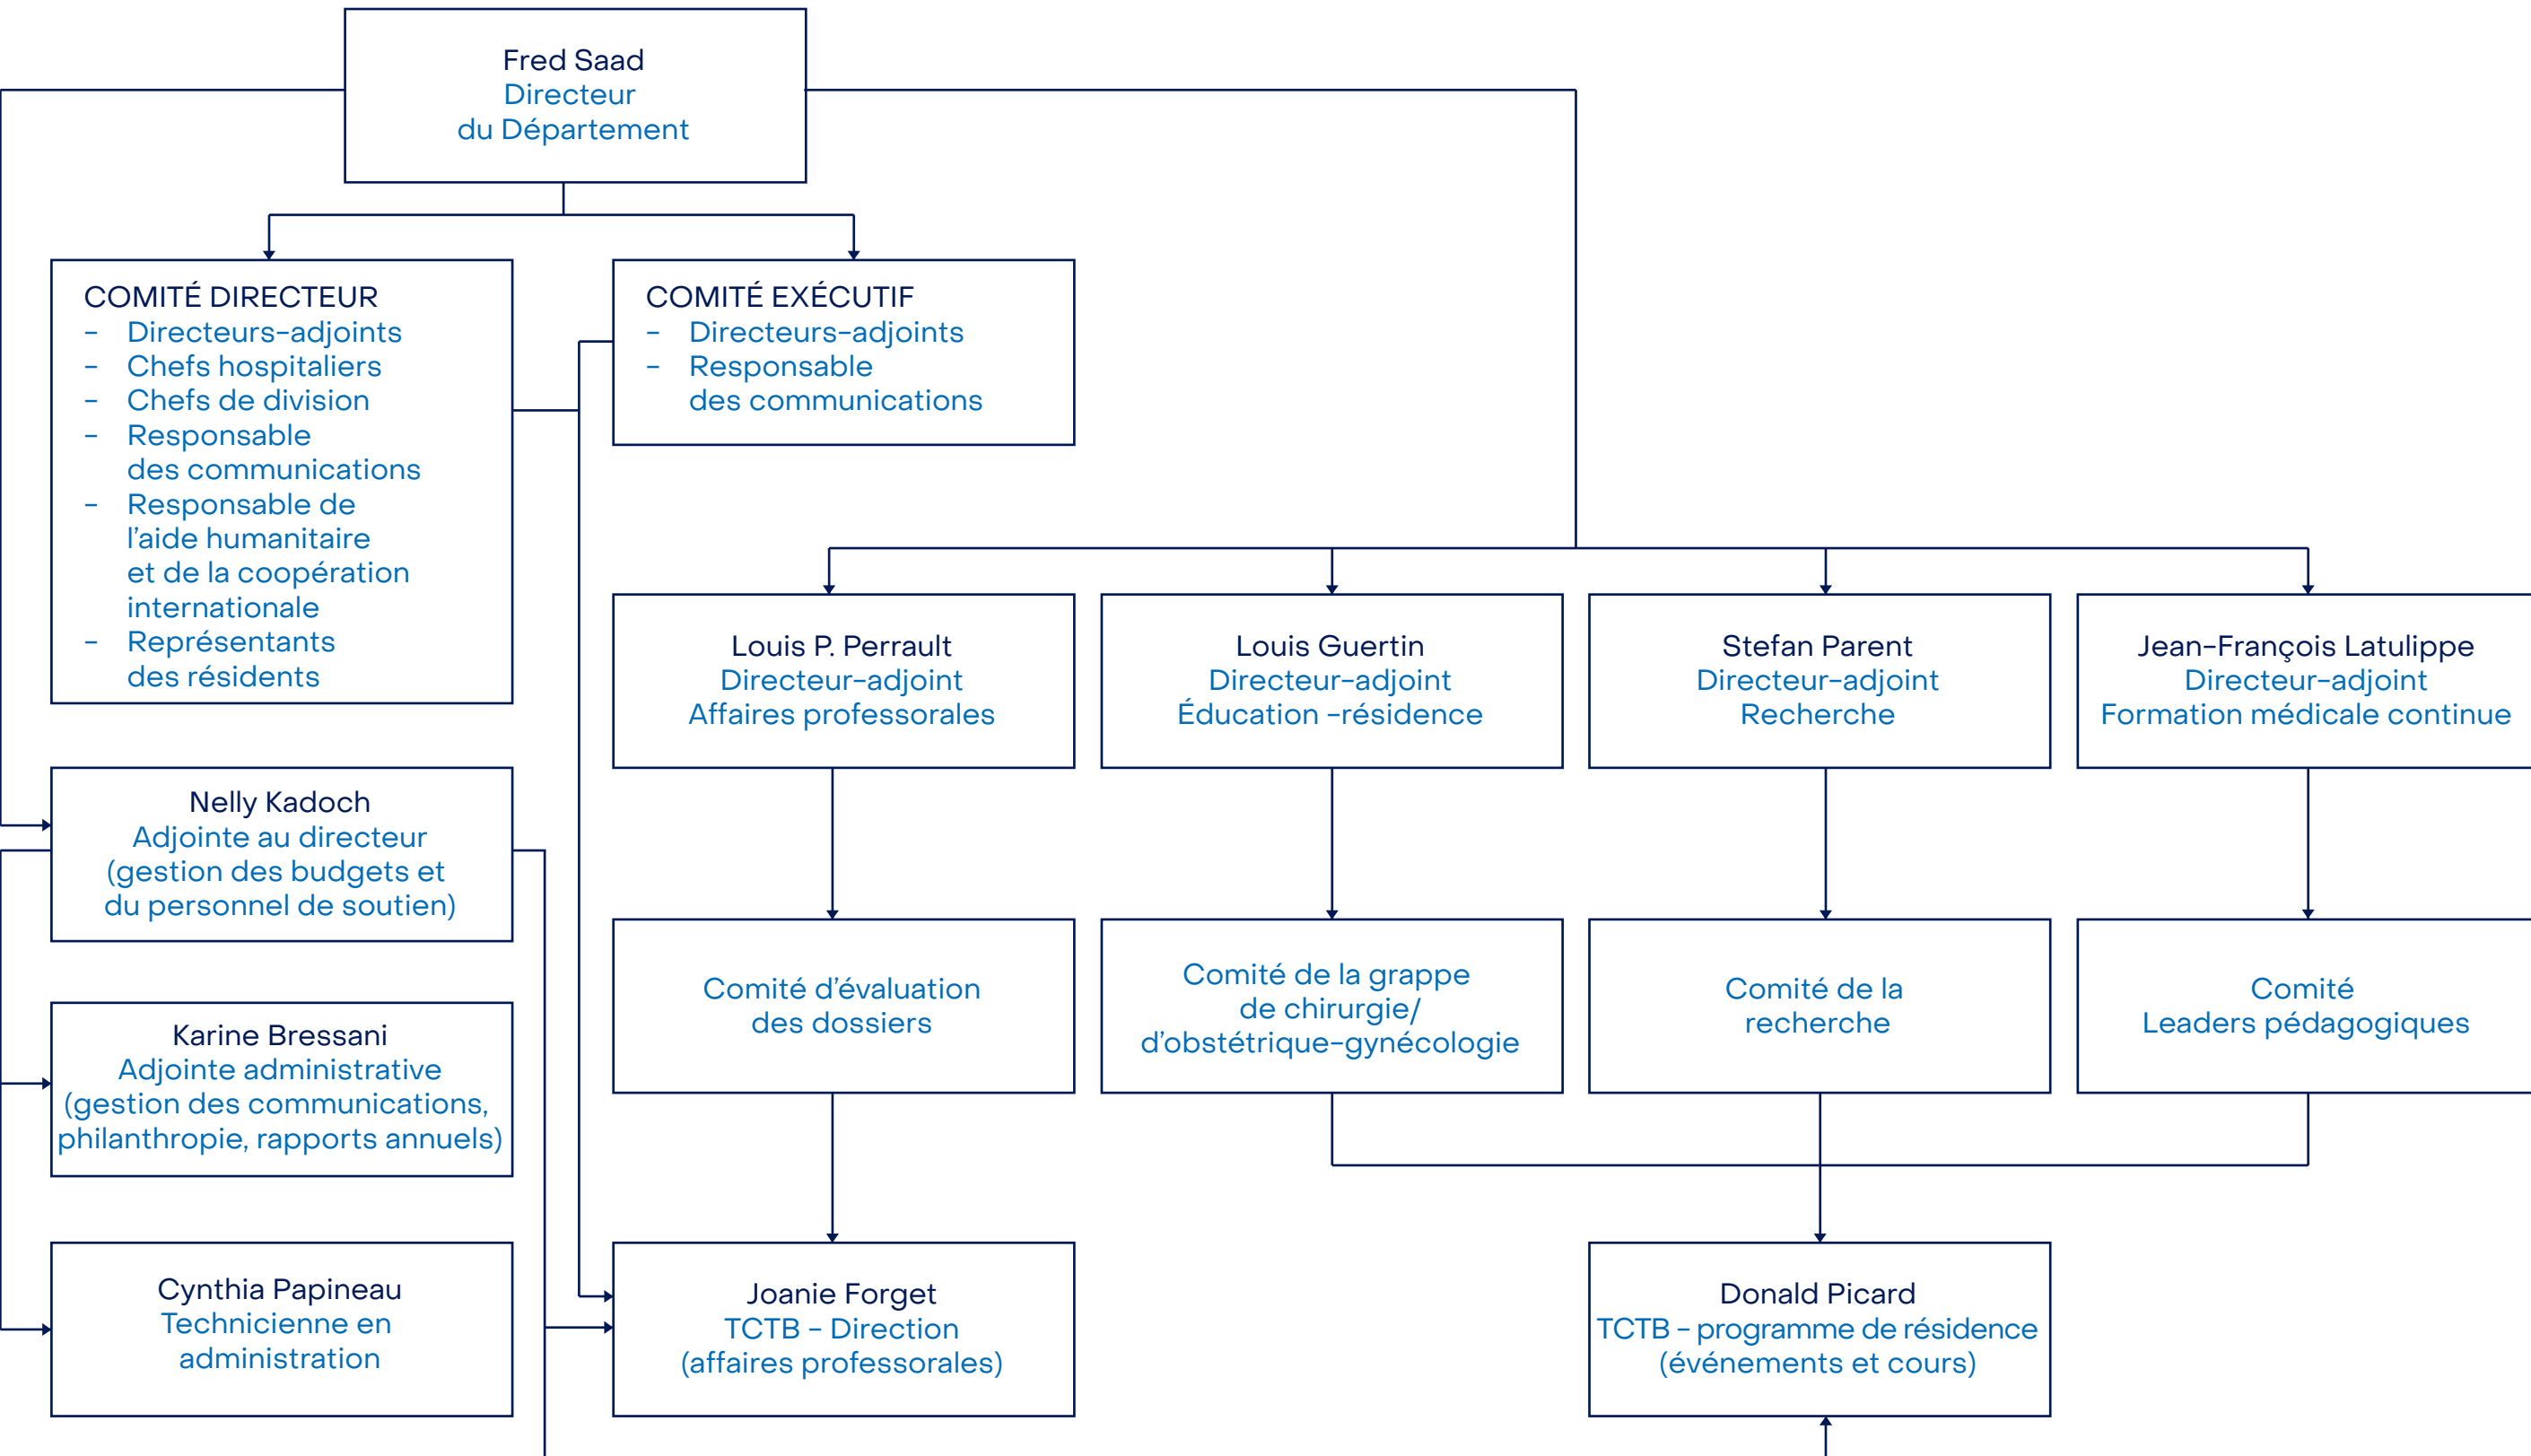 Fred Saad
Directeur
du Département
COMITÉ DIRECTEUR
- Directeurs-adjoints
- Chefs hospitaliers
- Chefs de division
- Responsable
des communications
- Responsable de
l'aide humanitaire
et de la coopération
internationale
- Représentants
des résidents
COMITÉ EXÉCUTIF
- Directeurs-adjoints
- Responsable
des communications
Louis P. Perrault
Directeur-adjoint
Affaires professorales
Louis Guertin
Directeur-adjoint
Éducation -résidence
Stefan Parent
Directeur-adjoint
Recherche
Jean-François Latulippe
Directeur-adjoint
Formation médicale continue
Nelly Kadoch
Adjointe au directeur
(gestion des budgets et
du personnel de soutien)
Comité d'évaluation
des dossiers
Comité de la grappe
de chirurgie/
d'obstétrique-gynécologie
Comité de la
recherche
Comité
Leaders pédagogiques
Karine Bressani
Adjointe administrative
(gestion des communications,
philanthropie, rapports annuels)
Cynthia Papineau
Technicienne en
administration
Joanie Forget
TCTB - Direction
(affaires professorales)
Donald Picard
TCTB - programme de résidence
(événements et cours)